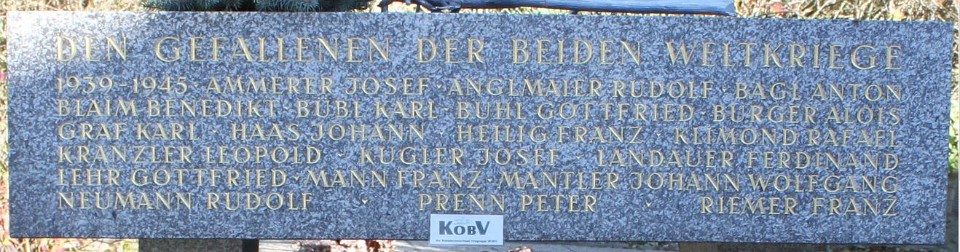 DEN GEFALLENEN DER BEIDEN WELTKRIEGE
1939-1945 · AMMERER JOSEF · ANGLMAIER RUDOLF · BAGL ANTON
BLAIM BENEDIKT · BUBL KARL · BUHL GOTTFRIED · BURGER ALOIS
GRAF KARL · HAAS JOHANN · HEILIG FRANZ · KLIMOND RAFAEL
KRANZLER LEOPOLD · KUGLER JOSEF · LANDAUER FERDINAND
LEHR GOTTFRIED · MANN FRANZ · MANTLER JOHANN WOLFGANG
NEUMANN RUDOLF · PRENN PETER · RIEMER FRANZ
KOBV